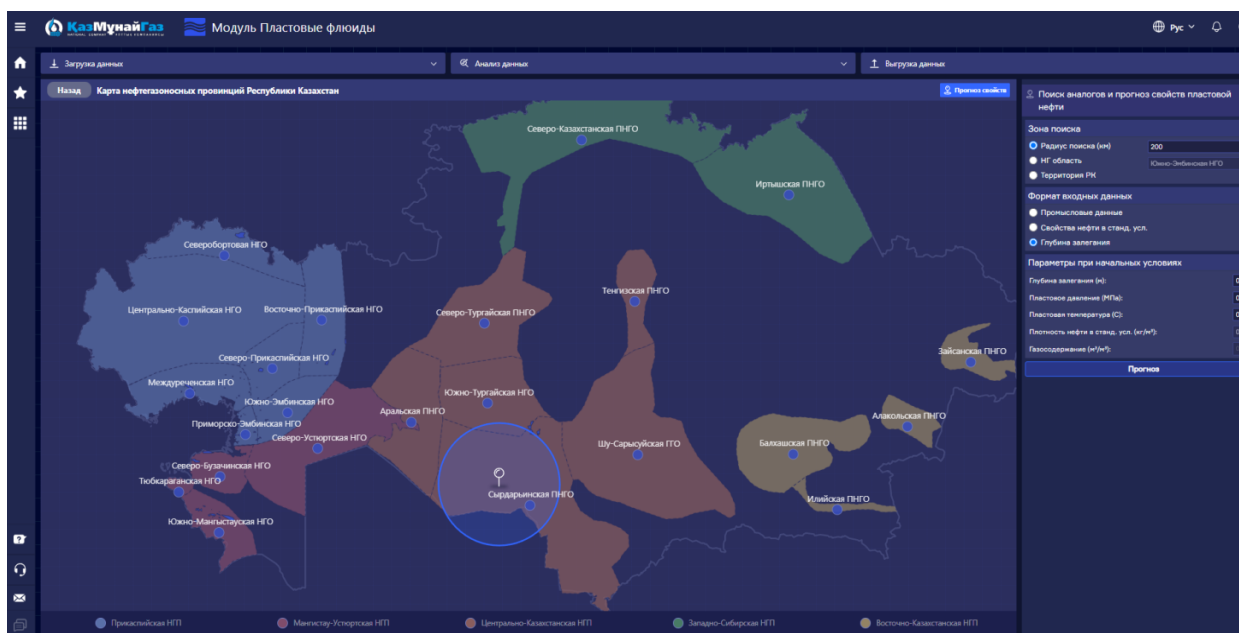 ҚазМұнайГаз
Модуль Пластовые флюиды
Рус
Загрузка данных
Анализ данных
Выгрузка данных
Назад
Карта нефтегазоносных провинций Республики Казахстан
Прогноз свойств
Северо-Казахстанская ПНГО
Иртышская ПНГО
Северобортовая НГО
Тенгизская ПНГО
Центрально-Каспийская НГО
Восточно-Прикаспийская НГО
Северо-Тургайская ПНГО
Зайсанская ПНГО
Северо-Прикаспийская НГО
Междуреченская НГО
Южно-Тургайская НГО
Южно-Эмбинская НГО
Аральская ПНГО
Алакольская ПНГО
Приморско-Эмбинская НГО
Северо-Устюртская НГО
Шу-Сарысуйская ГГО
Балхашская ПНГО
Северо-Бузачинская НГО
Тюбкараганская НГО
Сырдарьинская ПНГО
Илийская ПНГО
Южно-Мангыстауская НГО
Прикаспийская НГП
Мангистау-Устюртская НГП
Центрально-Казахстанская НГП
Западно-Сибирская НГП
Восточно-Казахстанская НГП
Поиск аналогов и прогноз свойств пластовой
нефти
Зона поиска
Радиус поиска (км)
200
НГ область
Южно-Эмбинская НГО
Территория РК
Формат входных данных
Промысловые данные
Свойства нефти в станд. усл.
Глубина залегания
Параметры при начальных условиях
Глубина залегания (м):
Пластовое давление (МПа):
Пластовая температура (С):
Плотность нефти в станд. усл. (кг/м³):
Газосодержание (м³/м³):
Прогноз